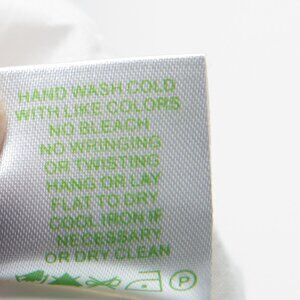 HAND WASH COLD
WITH LIKE COLORS
NO BLEACH
NO WRINGING
OR TWISTING
HANG OR LAY
FLAT TO DRY
COOL IRON IF
NECESSARY
OR DRY CLEAN
P